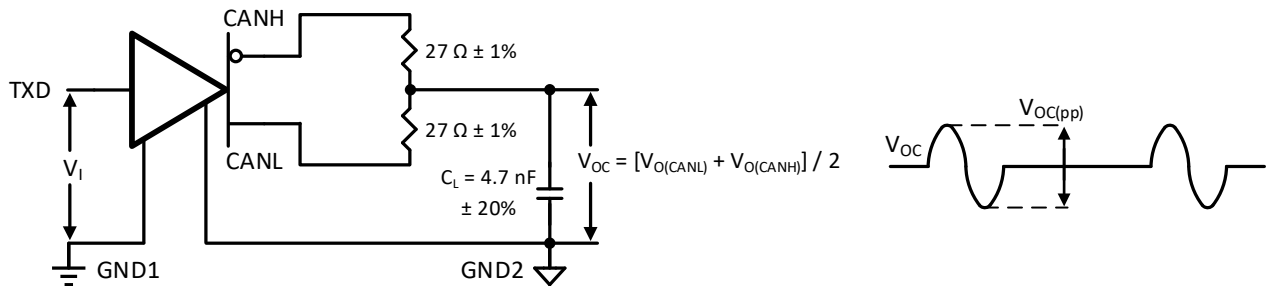 CANH
27 Ω ± 1%
TXD
27 Ω ± 1%
CANL
V_I
V_OC = [V_O(CANL) + V_O(CANH)] / 2
C_L = 4.7 nF
± 20%
GND1
GND2
V_OC(pp)
V_OC